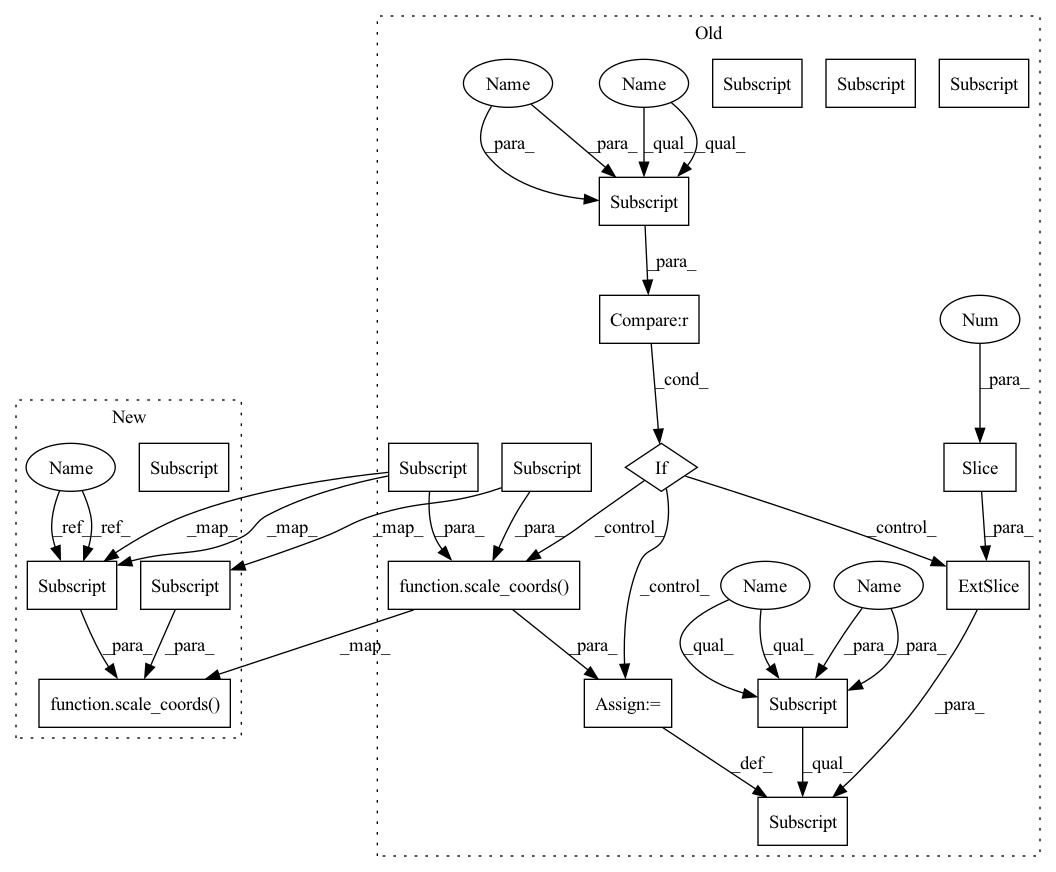 Old
Name
Name
Subscript
Subscript
Subscript
_para_
_para_
_qual_
_qual_
Subscript
_para_
Compare:r
Num
_cond_
_para_
New
Name
Subscript
Subscript
Subscript
If
Slice
_ref_
_ref_
_map_
_map_
_map_
_para_
_para_
_control_
_control_
_para_
Subscript
Subscript
function.scale_coords()
_control_
Name
Name
ExtSlice
_para_
_para_
_map_
_para_
_qual_
_qual_
_para_
_para_
function.scale_coords()
Assign:=
Subscript
_para_
_def_
_qual_
Subscript